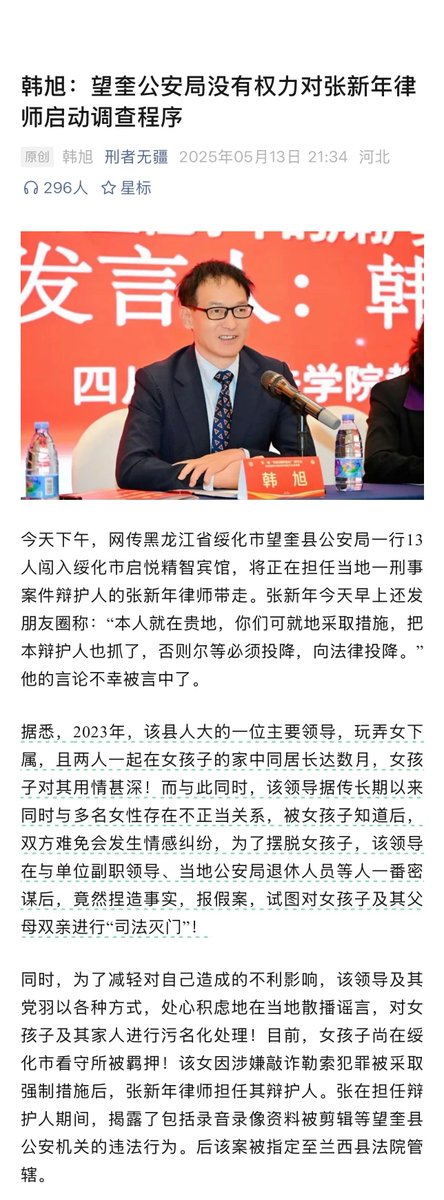 韩旭：望奎公安局没有权力对张新年律
师启动调查程序
原创 韩旭 刑者无疆 2025年05月13日 21:34 河北
296人 星标
发言人：韩
四川
学院
韩 旭
今天下午，网传黑龙江省绥化市望奎县公安局一行13
人闯入绥化市启悦精智宾馆，将正在担任当地一刑事
案件辩护人的张新年律师带走。张新年今天早上还发
朋友圈称：“本人就在贵地，你们可就地采取措施，把
本辩护人也抓了，否则尔等必须投降，向法律投降。”
他的言论不幸被言中了。
据悉，2023年，该县人大的一位主要领导，玩弄女下
属，且两人一起在女孩子的家中同居长达数月，女孩
子对其用情甚深！而与此同时，该领导据传长期以来
同时与多名女性存在不正当关系，被女孩子知道后，
双方难免会发生情感纠纷，为了摆脱女孩子，该领导
在与单位副职领导、当地公安局退休人员等人一番密
谋后，竟然捏造事实，报假案，试图对女孩子及其父
母双亲进行“司法灭门”！
同时，为了减轻对自己造成的不利影响，该领导及其
党羽以各种方式，处心积虑地在当地散播谣言，对女
孩子及其家人进行污名化处理！目前，女孩子尚在绥
化市看守所被羁押！该女因涉嫌敲诈勒索犯罪被采取
强制措施后，张新年律师担任其辩护人。张在担任辩
护人期间，揭露了包括录音录像资料被剪辑等望奎县
公安机关的违法行为。后该案被指定至兰西县法院管
辖。